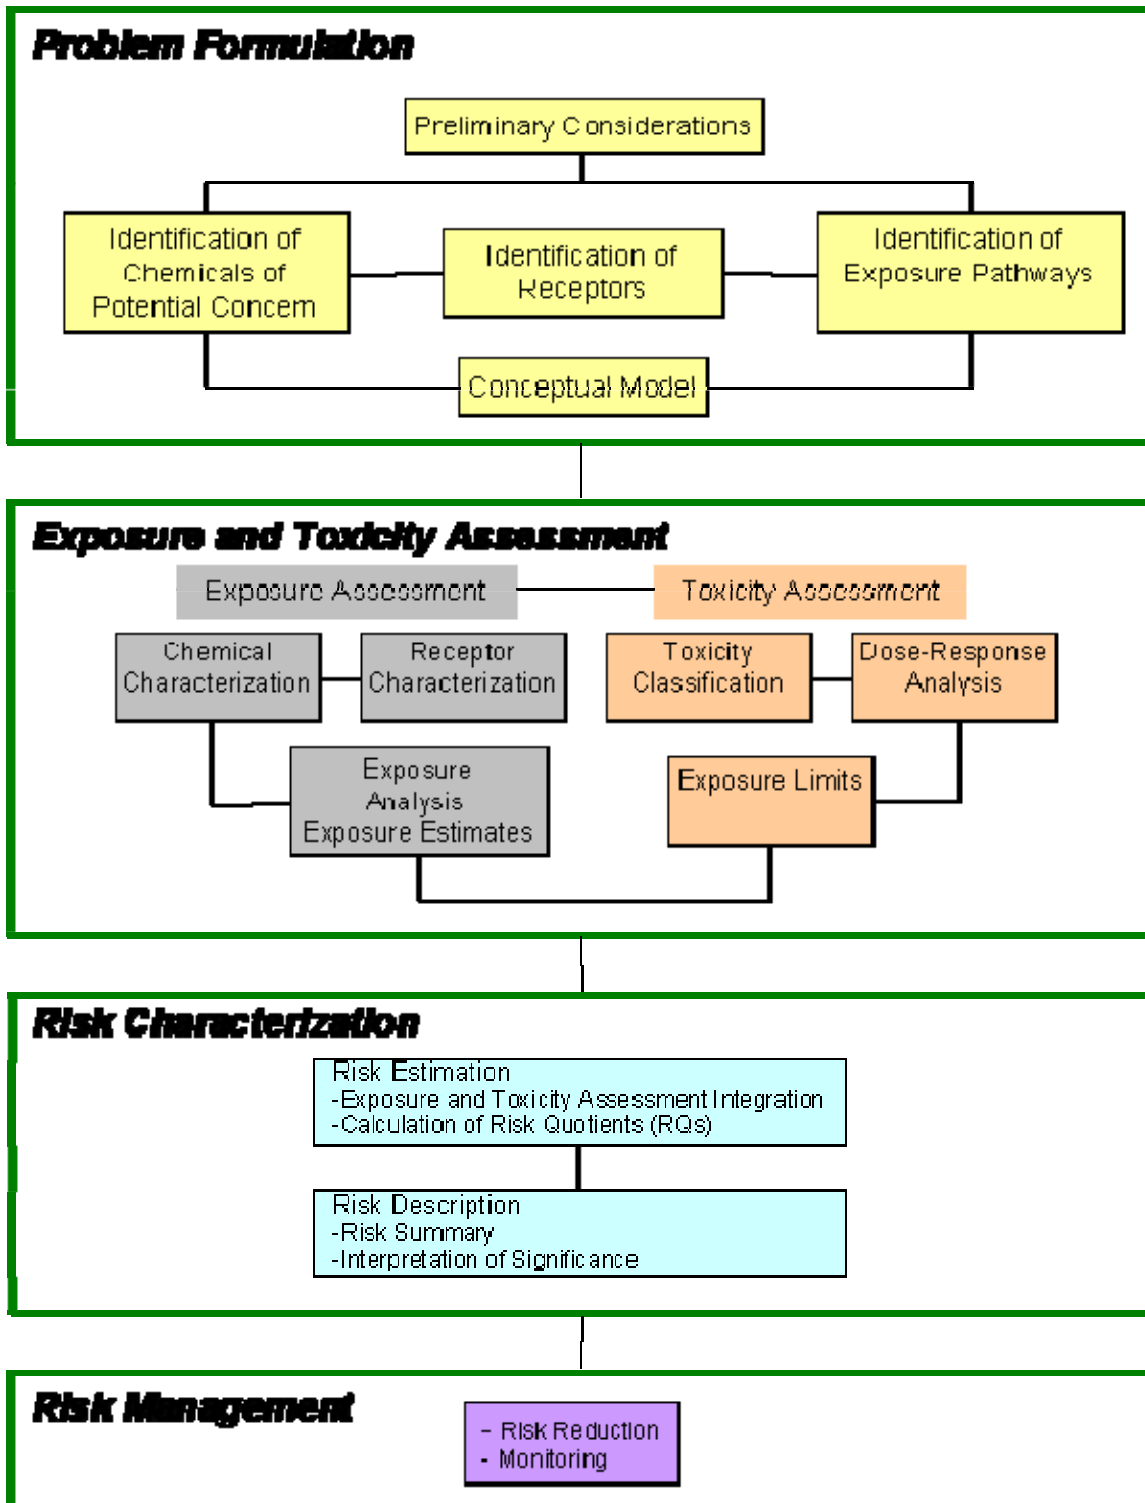 Problem Formulation
Preliminary Considerations
Identification of
Chemicals of
Potential Concern
Identification of
Receptors
Identification of
Exposure Pathways
Conceptual Model
Exposure and Toxicity Assessment
Exposure Assessment
Toxicity Assessment
Chemical
Characterization
Receptor
Characterization
Toxicity
Classification
Dose-Response
Analysis
Exposure
Analysis
Exposure Estimates
Exposure Limits
Risk Characterization
Risk Estimation
-Exposure and Toxicity Assessment Integration
-Calculation of Risk Quotients (RQs)
Risk Description
-Risk Summary
-Interpretation of Significance
Risk Management
- Risk Reduction
- Monitoring